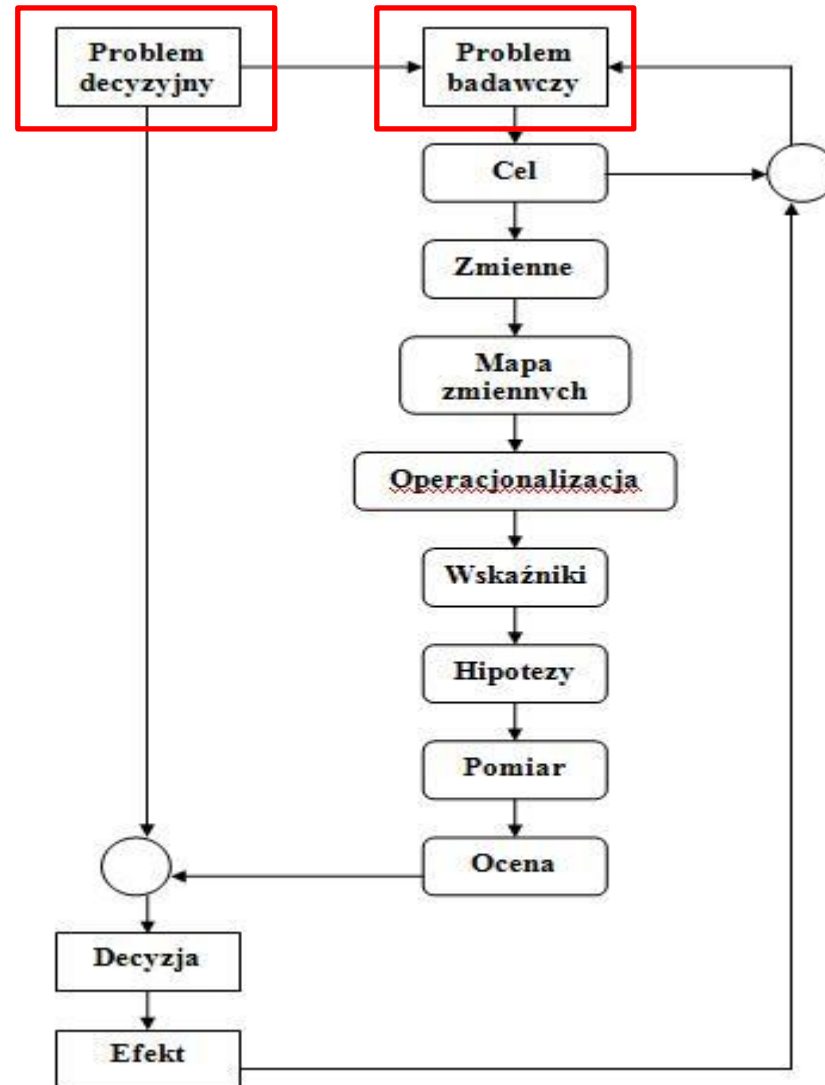 Problem
decyzyjny
Problem
badawczy
Cel
Zmienne
Mapa
zmiennych
Operacjonalizacja
Wskaźniki
Hipotezy
Pomiar
Ocena
Decyzja
Efekt